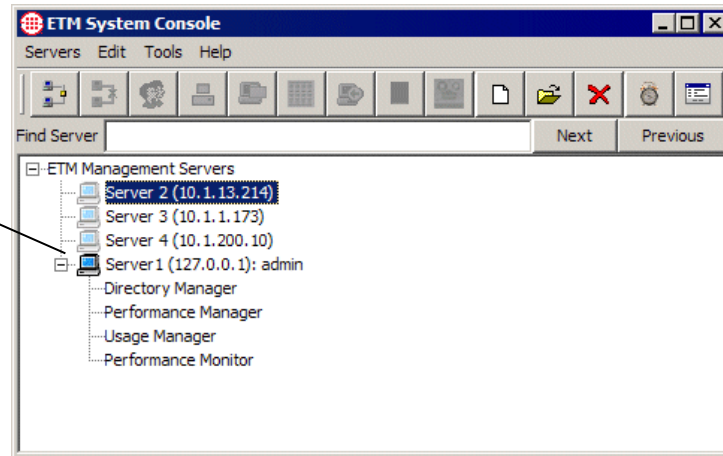 ETM System Console
Servers Edit Tools Help
Find Server Next Previous
ETM Management Servers
Server 2 (10.1.13.214)
Server 3 (10.1.1.173)
Server 4 (10.1.200.10)
Server1 (127.0.0.1): admin
Directory Manager
Performance Manager
Usage Manager
Performance Monitor